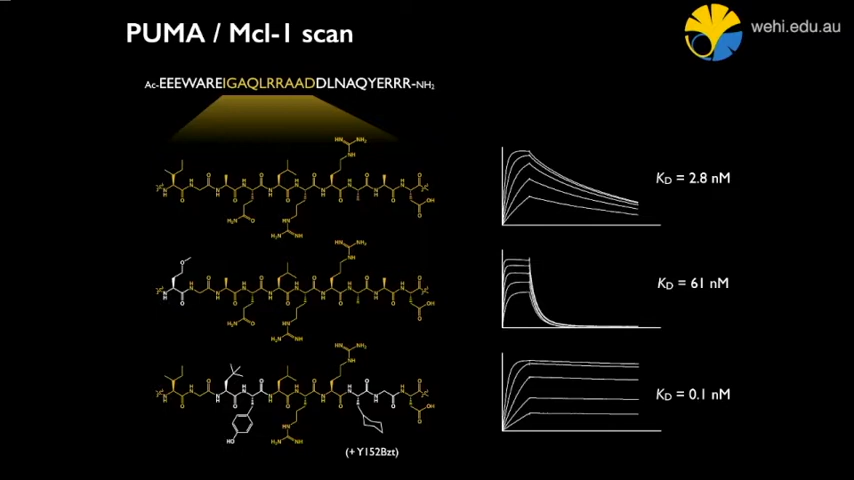 PUMA / Mcl-1 scan
wehi.edu.au
Ac-EEEWAREIGAQLRRAADDLNAQYERRR-NH2
KD = 2.8 nM
KD = 61 nM
KD = 0.1 nM
(+ Y152Bzt)